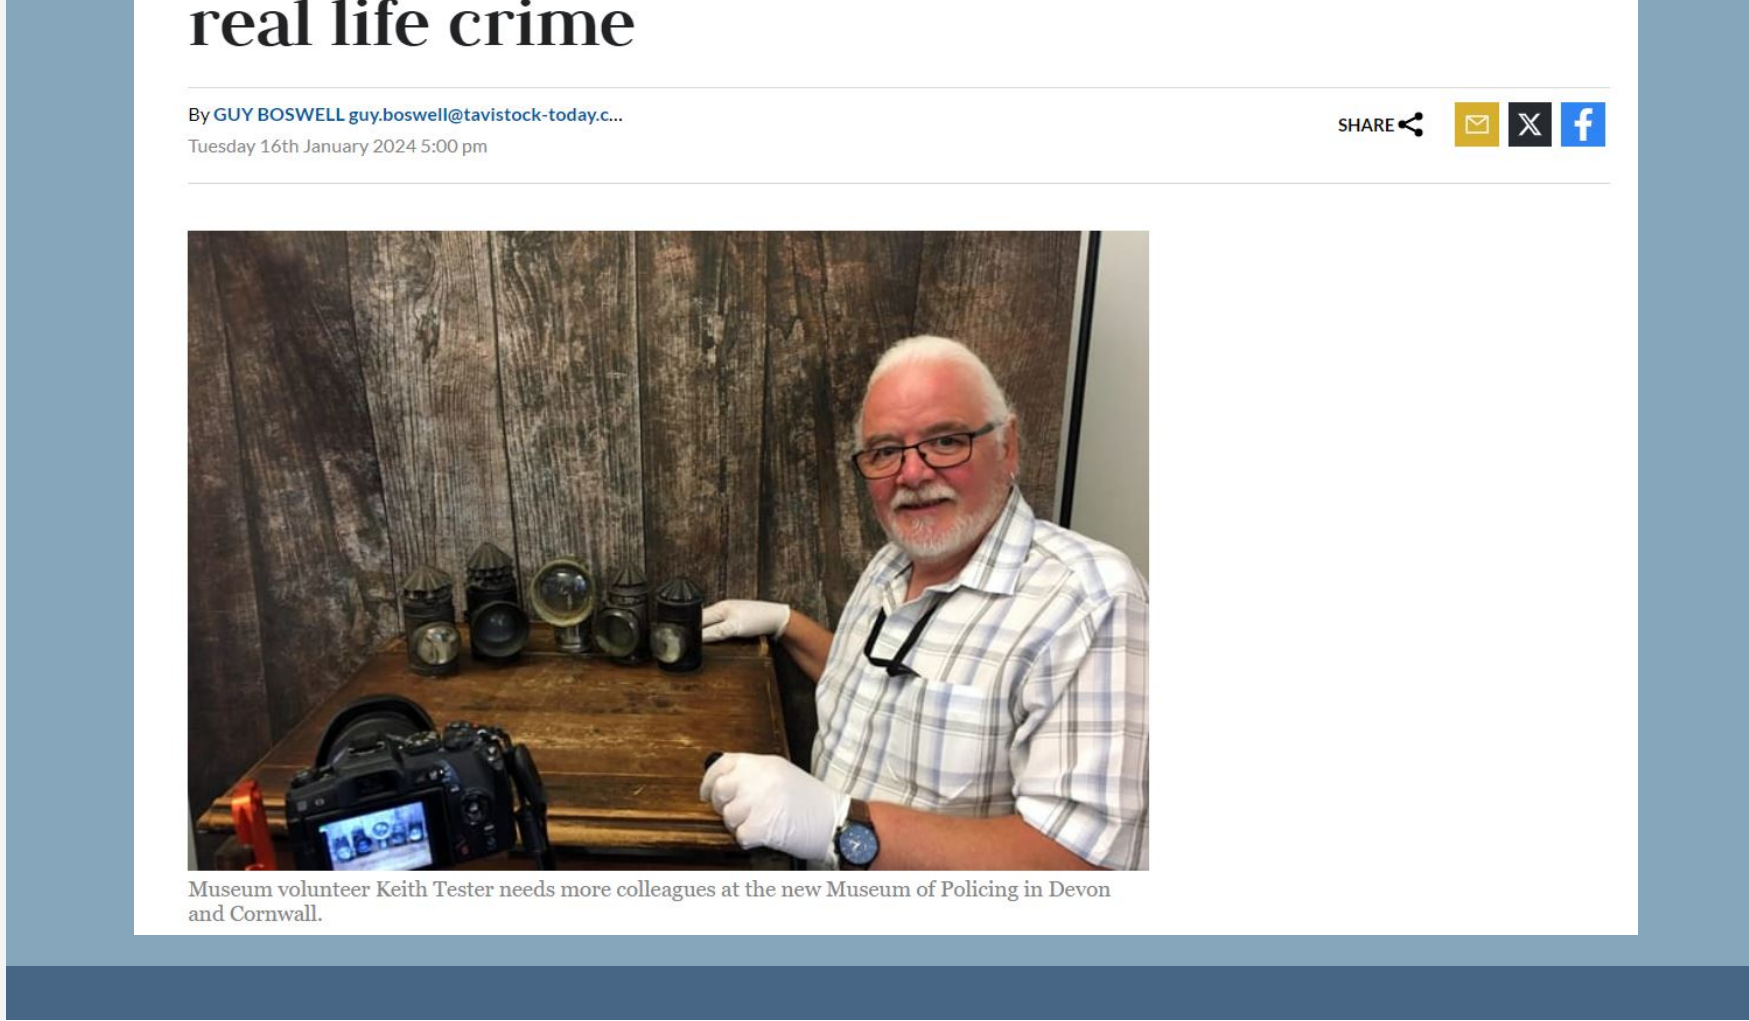 real life crime
By GUY BOSWELL guy.boswell@tavistock-today.c...
SHARE
Tuesday 16th January 2024 5:00 pm
Museum volunteer Keith Tester needs more colleagues at the new Museum of Policing in Devon
and Cornwall.